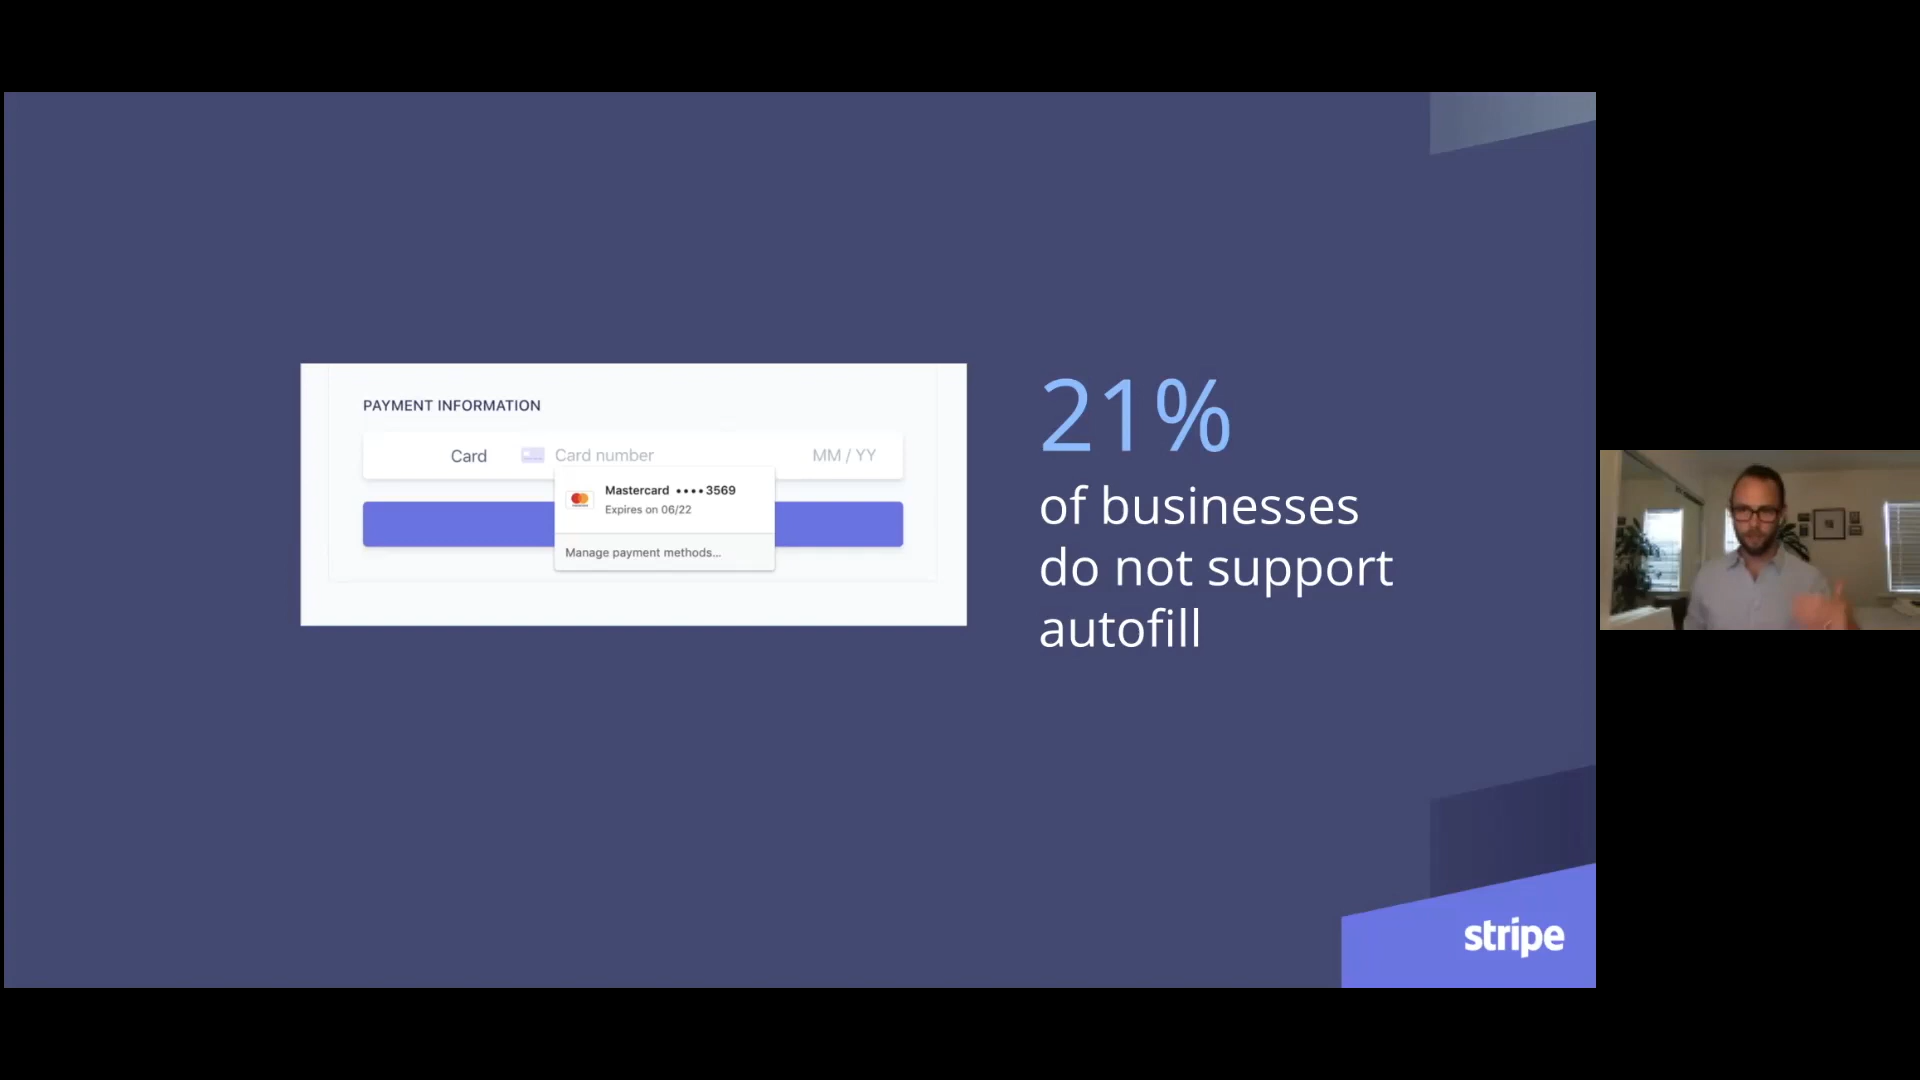 PAYMENT INFORMATION
Card Card number MM / YY
Mastercard ••••3569
Expires on 06/22
Manage payment methods...
21%
of businesses
do not support
autofill
stripe